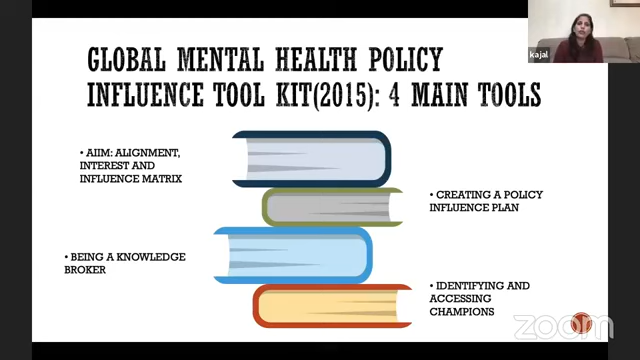 kajal
GLOBAL MENTAL HEALTH POLICY
INFLUENCE TOOL KIT(2015): 4 MAIN TOOLS
• AIIM: ALIGNMENT,
INTEREST AND
INFLUENCE MATRIX
• CREATING A POLICY
INFLUENCE PLAN
• BEING A KNOWLEDGE
BROKER
• IDENTIFYING AND
ACCESSING
CHAMPIONS
zoom